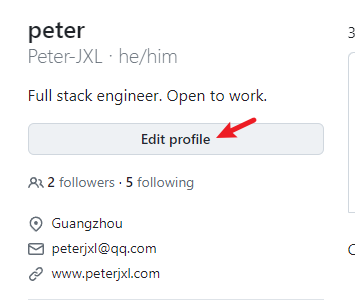 peter
Peter-JXL · he/him
Full stack engineer. Open to work.
Edit profile
2 followers · 5 following
Guangzhou
peterjxl@qq.com
www.peterjxl.com